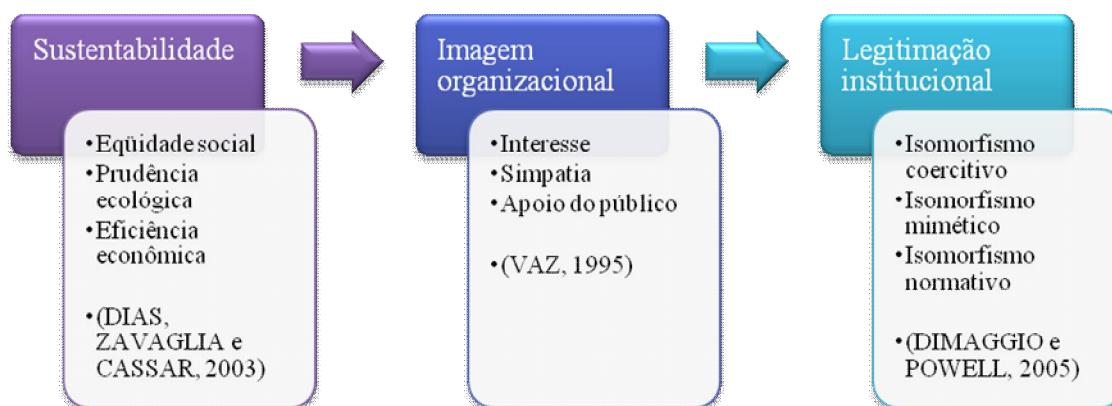 Sustentabilidade
•Eqüidade social
•Prudência
ecológica
•Eficiência
econômica
•(DIAS,
ZAVAGLIA e
CASSAR, 2003)
Imagem
organizacional
•Interesse
•Simpatia
•Apoio do público
•(VAZ, 1995)
Legitimação
institucional
•Isomorfismo
coercitivo
•Isomorfismo
mimético
•Isomorfismo
normativo
•(DIMAGGIO e
POWELL, 2005)